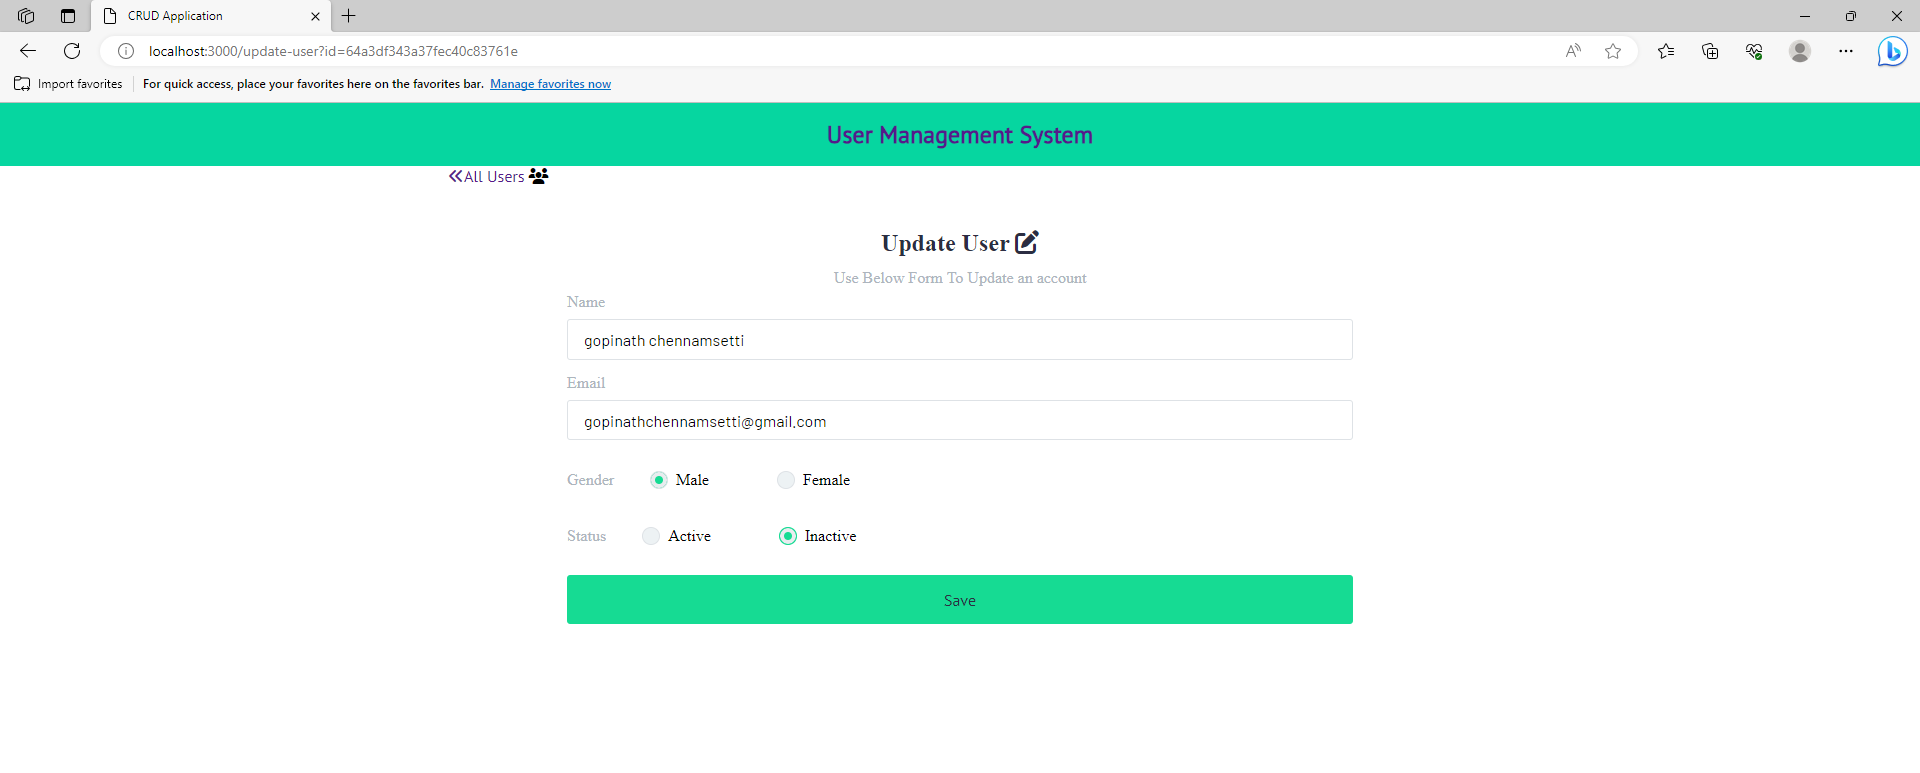 CRUD Application
localhost:3000/update-user?id=64a3df343a37fec40c83761e
Import favorites For quick access, place your favorites here on the favorites bar. Manage favorites now
User Management System
All Users
Update User
Use Below Form To Update an account
Name
gopinath chennamsetti
Email
gopinathchennamsetti@gmail.com
Gender Male Female
Status Active Inactive
Save